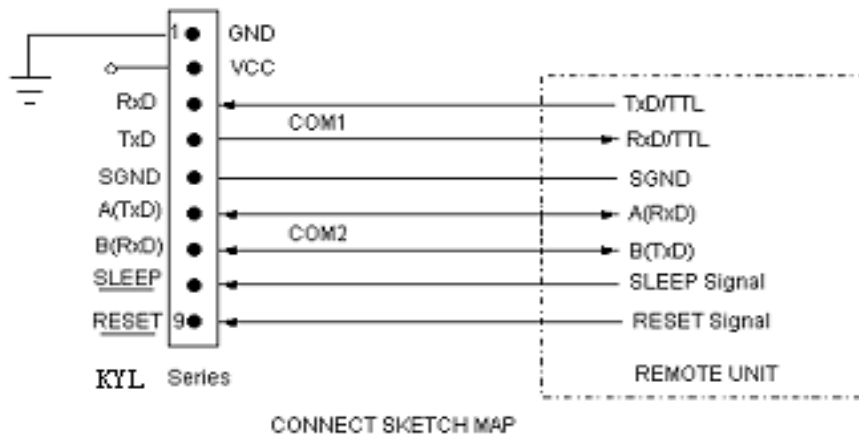 1 GND
VCC
RxD TxD/TTL
COM1
TxD RxD/TTL
SGND SGND
A(TxD) A(RxD)
COM2
B(RxD) B(TxD)
SLEEP SLEEP Signal
RESET 9 RESET Signal
KYL Series REMOTE UNIT
CONNECT SKETCH MAP